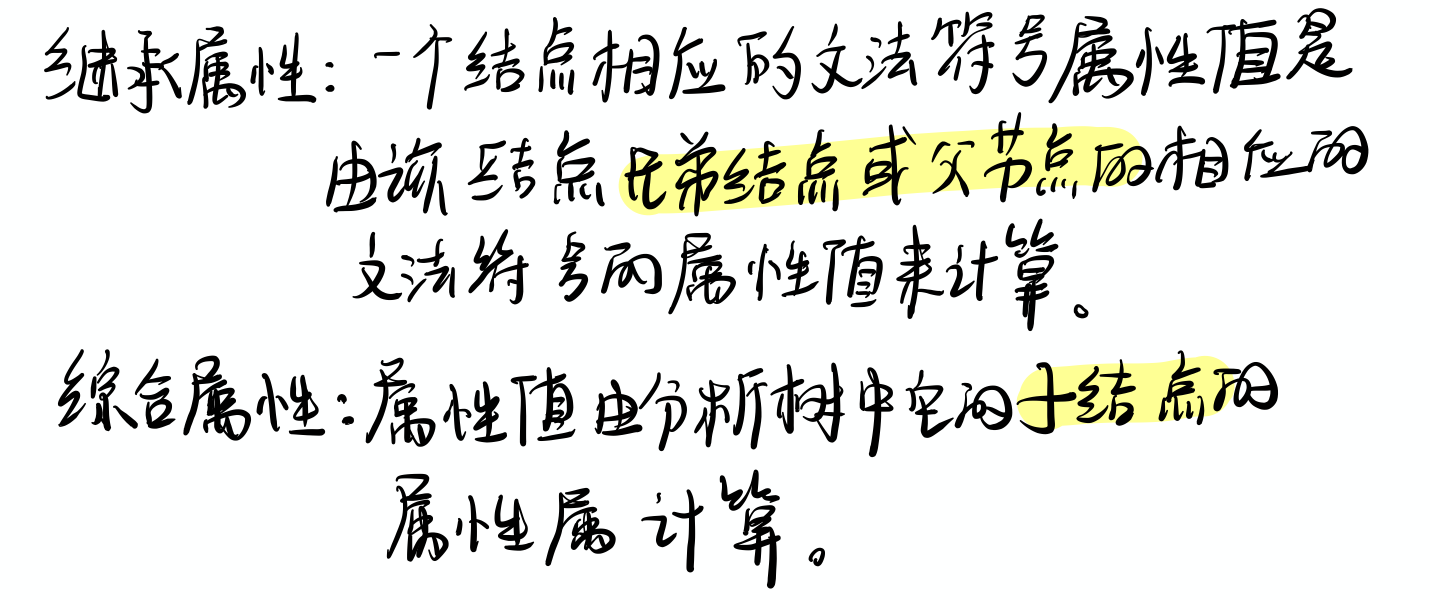 继承属性:一个结点相应的文法符号属性值是
由该结点兄弟结点或父节点的相应的
文法符号的属性值来计算。
综合属性:属性值由分析树中它的子结点的
属性属计算。